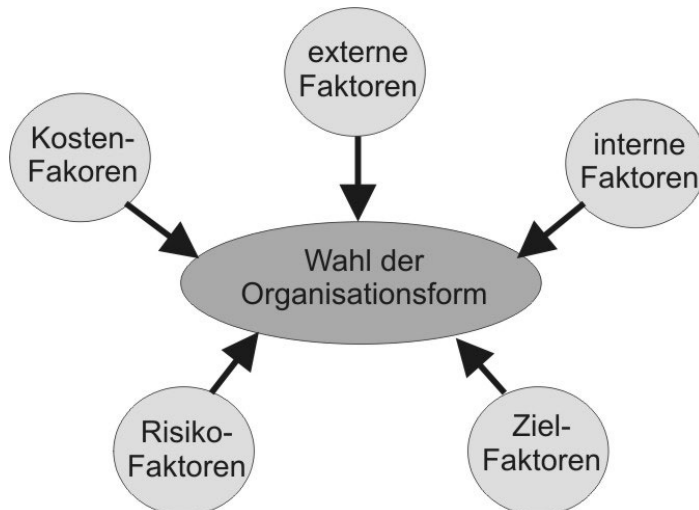 externe
Faktoren
Kosten-
Fakoren
interne
Faktoren
Wahl der
Organisationsform
Risiko-
Faktoren
Ziel-
Faktoren